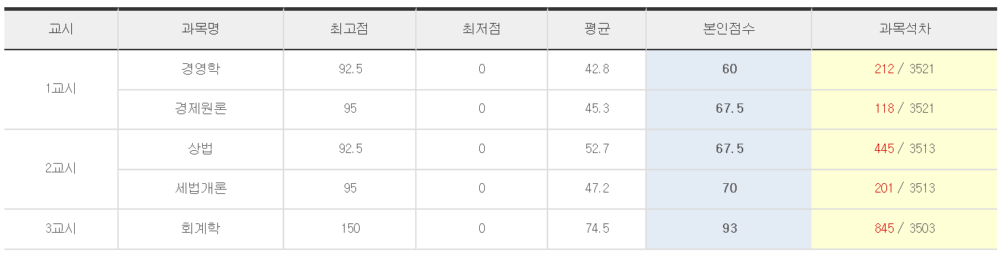 교시 과목명 최고점 최저점 평균 본인점수 과목석차
1교시 경영학 92.5 0 42.8 60 212 / 3521
경제원론 95 0 45.3 67.5 118 / 3521
2교시 상법 92.5 0 52.7 67.5 445 / 3513
세법개론 95 0 47.2 70 201 / 3513
3교시 회계학 150 0 74.5 93 845 / 3503